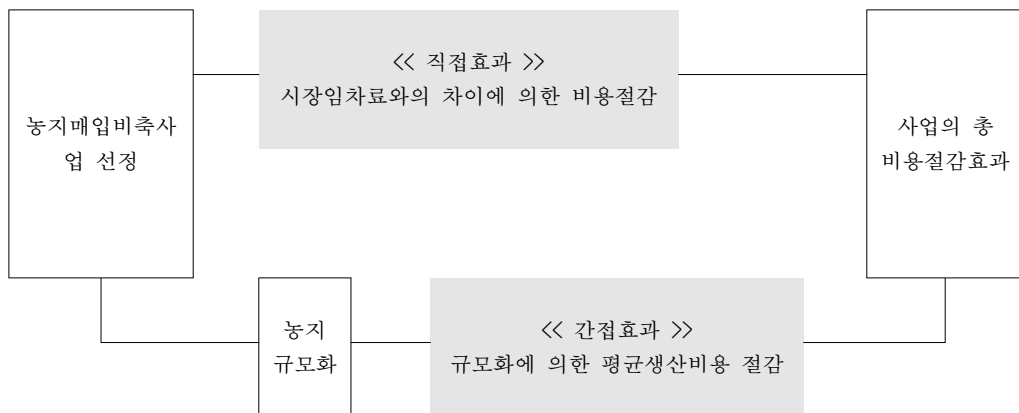 농지매입비축사
업 선정
<< 직접효과 >>
시장임차료와의 차이에 의한 비용절감
사업의 총
비용절감효과
농지
규모화
<< 간접효과 >>
규모화에 의한 평균생산비용 절감